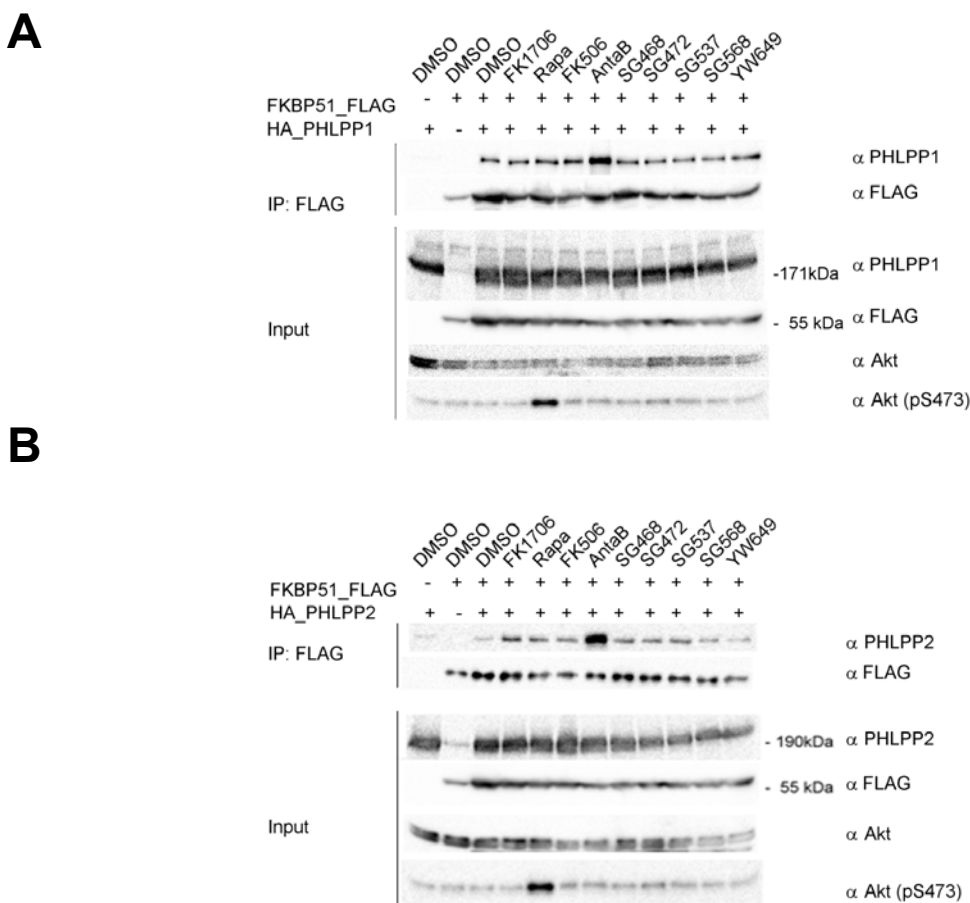 A
DMSO DMSO DMSO FK1706 Rapa FK506 AntaB SG468 SG472 SG537 SG568 YW649
FKBP51_FLAG - + + + + + + + + + + +
HA_PHLPP1 + - + + + + + + + + + +
α PHLPP1
IP: FLAG α FLAG
-171kDa α PHLPP1
Input - 55 kDa α FLAG
α Akt
α Akt (pS473)
B
DMSO DMSO DMSO FK1706 Rapa FK506 AntaB SG468 SG472 SG537 SG568 YW649
FKBP51_FLAG - + + + + + + + + + + +
HA_PHLPP2 + - + + + + + + + + + +
IP: FLAG α PHLPP2
α FLAG
- 190kDa α PHLPP2
- 55 kDa α FLAG
Input α Akt
α Akt (pS473)